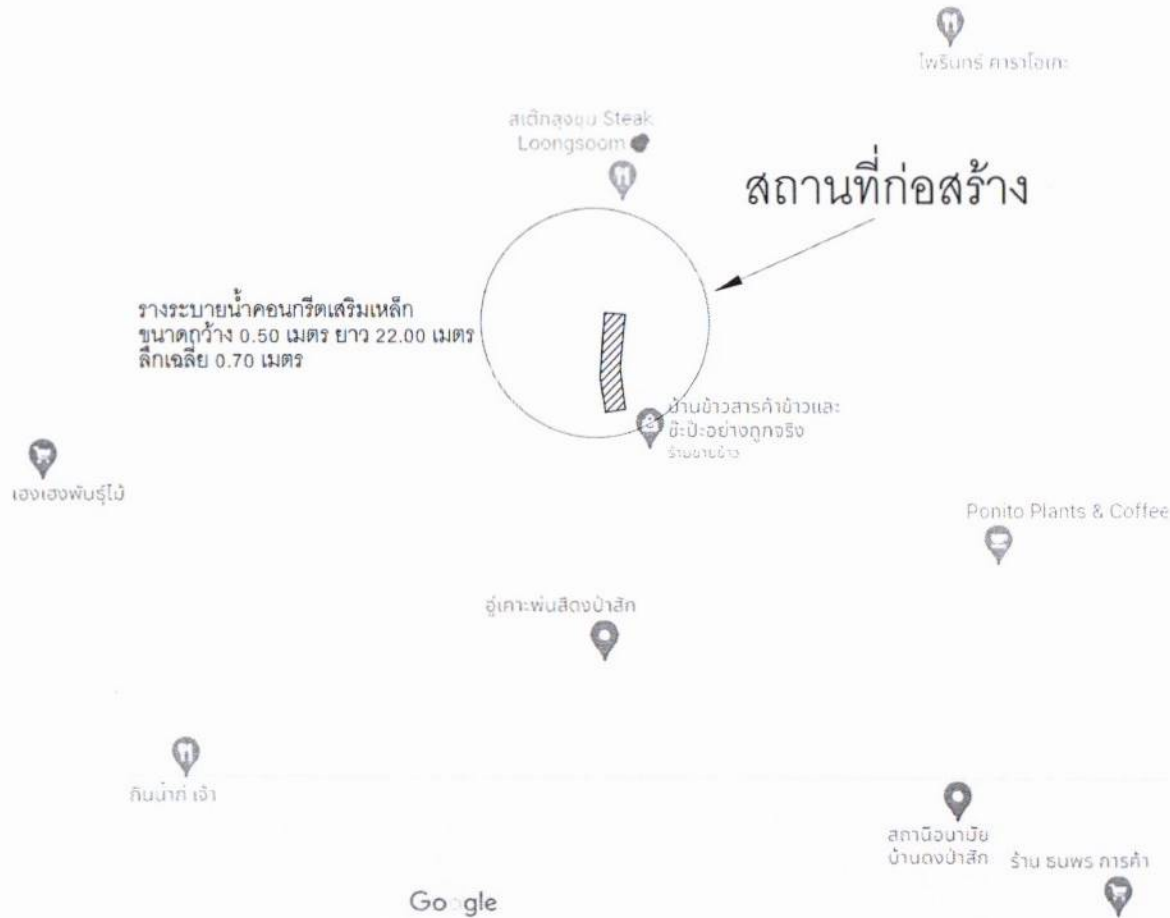 ไพรินทร์ คาราโอเกะ
สเต๊กลุงซุม Steak
Loongsoom
สถานที่ก่อสร้าง
รางระบายน้ำคอนกรีตเสริมเหล็ก
ขนาดกว้าง 0.50 เมตร ยาว 22.00 เมตร
ลึกเฉลี่ย 0.70 เมตร
บ้านข้าวสารค้าข้าวและ
ชะป๊ะอย่างถูกจริง
ร้านขายข้าว
เฮงเฮงพันธุ์ไม้
Ponito Plants & Coffee
อู่เคาะพ่นสีดงป่าสัก
กินน้ำก่ เจ้า
สถานีอนามัย
บ้านดงป่าสัก
ร้าน ธนพร การค้า
Google